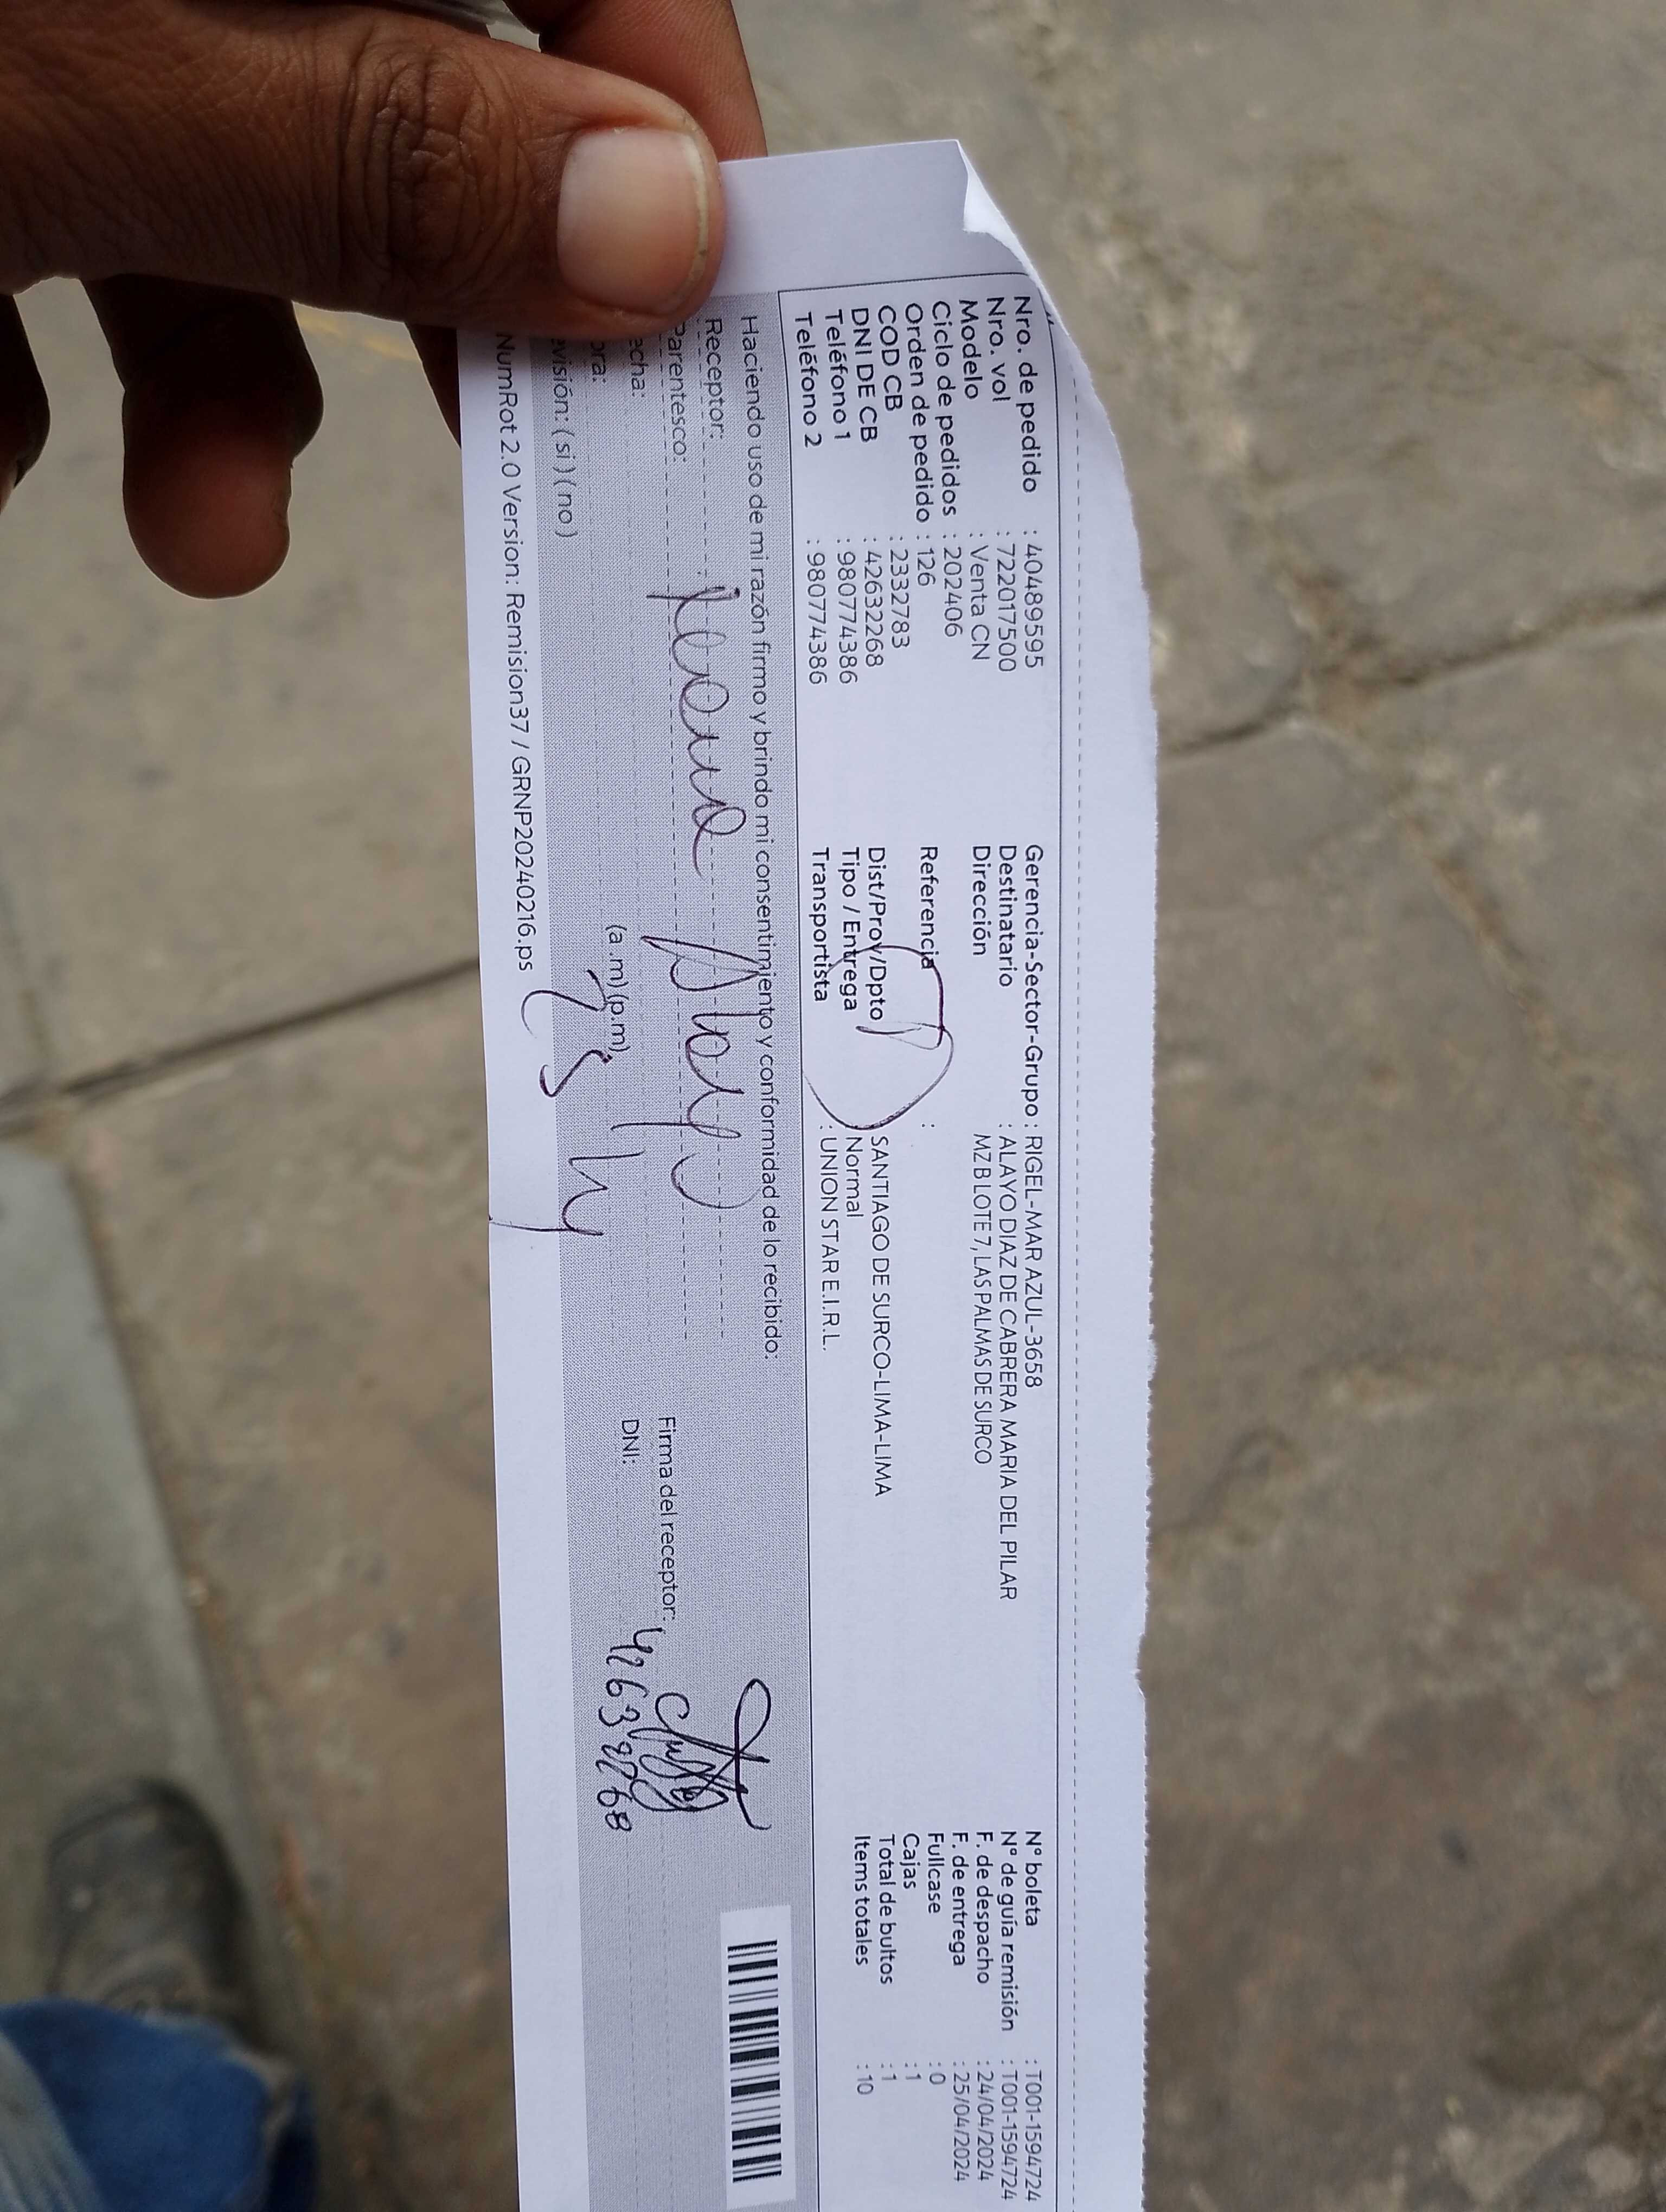 Nro. de pedido : 40489595
Nro. vol : 722017500
Modelo : Venta CN
Ciclo de pedidos : 202406
Orden de pedido : 126
COD CB : 2332783
DNI DE CB : 42632268
Teléfono 1 : 980774386
Teléfono 2 : 980774386
Gerencia-Sector-Grupo : RIGEL-MAR AZUL-3658
Destinatario : ALAYO DIAZ DE CABRERA MARIA DEL PILAR
Dirección MZ B LOTE 7, LAS PALMAS DE SURCO
Referencia :
Dist/Prov/Dpto SANTIAGO DE SURCO-LIMA-LIMA
Tipo / Entrega Normal
Transportista : UNION STAR E.I.R.L.
N° boleta : T001-1594724
N° de guía remisión : T001-1594724
F. de despacho : 24/04/2024
F. de entrega : 25/04/2024
Fullcase : 0
Cajas : 1
Total de bultos : 1
Items totales : 10
Haciendo uso de mi razón firmo y brindo mi consentimiento y conformidad de lo recibido:
Receptor:
Parentesco:
echa:
ora: (a.m) (p.m)
evisión: ( si ) ( no )
Firma del receptor:
DNI: 42632268
NumRot 2.0 Version: Remision37 / GRNP20240216.ps